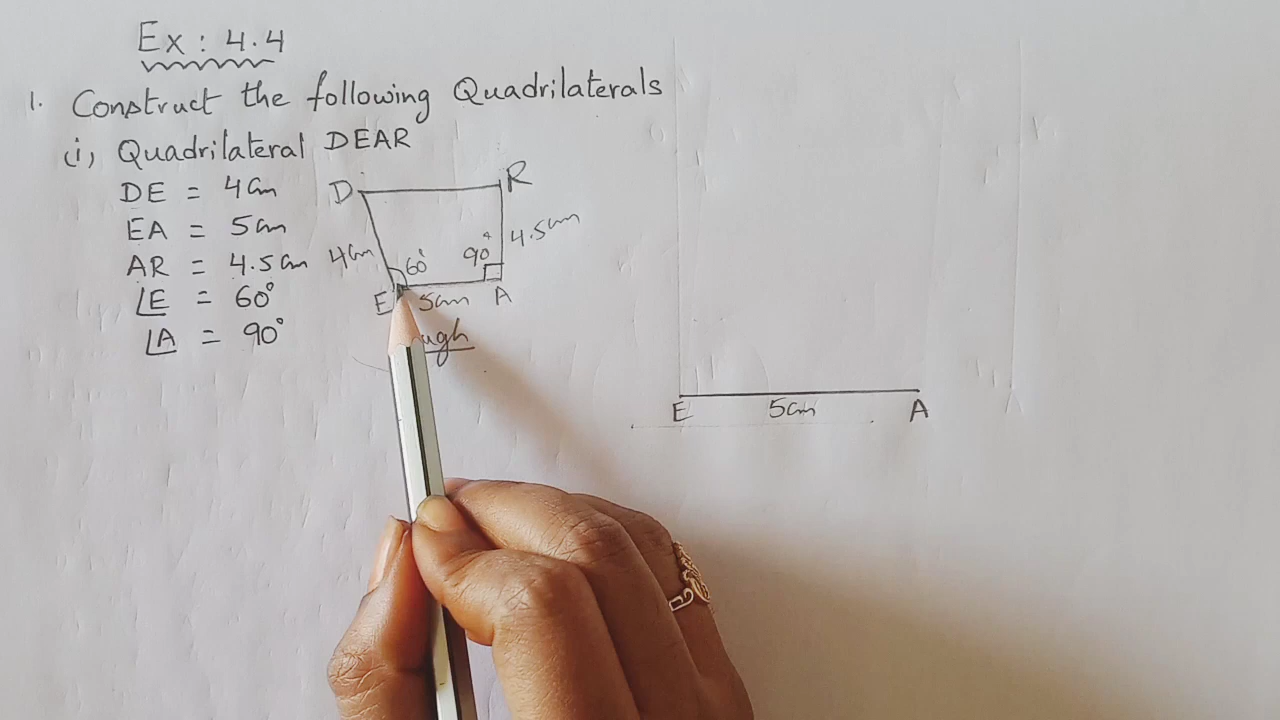 Ex : 4.4
1. Construct the following Quadrilaterals
(i) Quadrilateral DEAR
DE = 4cm
EA = 5cm
AR = 4.5cm
∠E = 60°
∠A = 90°
D R
4cm 60° 90° 4.5cm
E 5cm A
E 5cm A